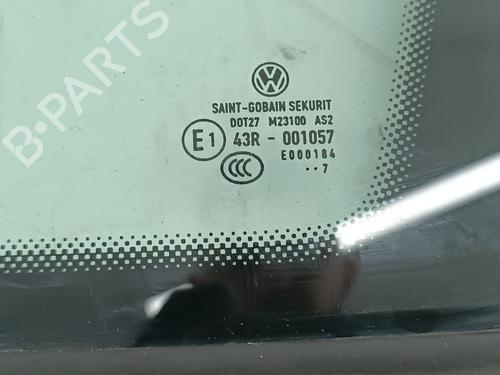 B-PARTS
SAINT-GOBAIN SEKURIT
DOT27 M23100 AS2
E1 43R - 001057
E000184
CCC ··7